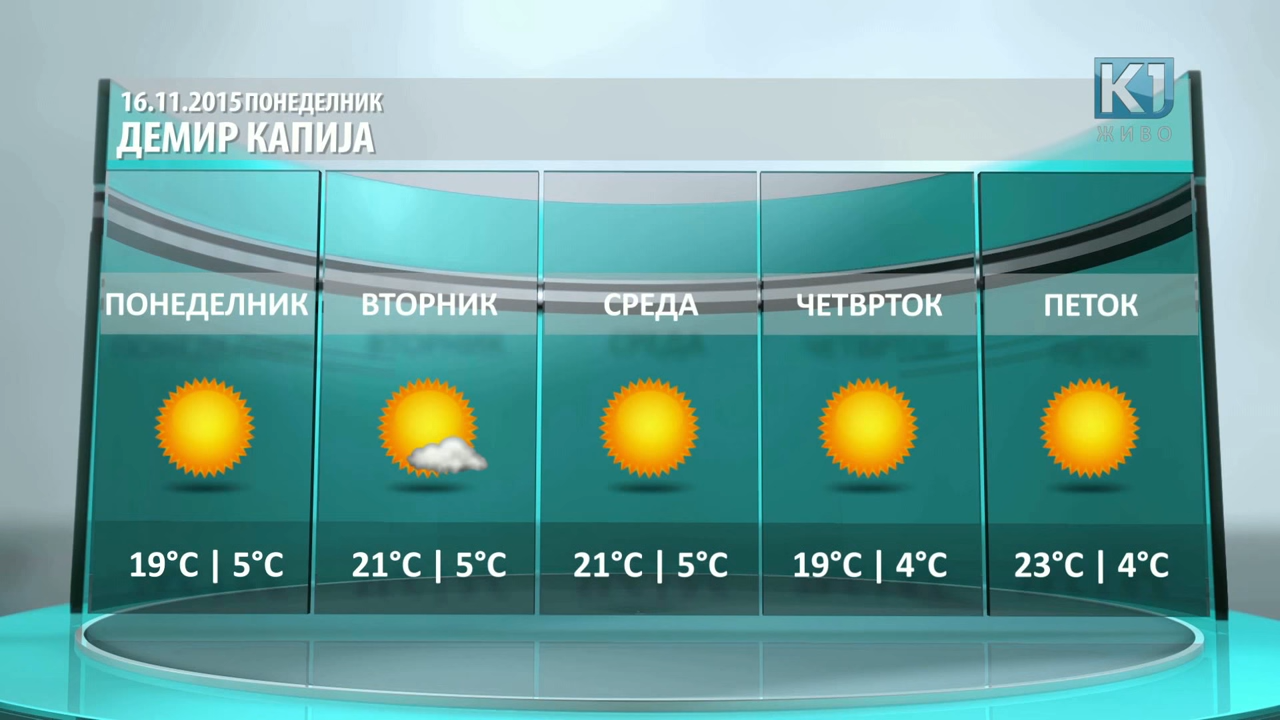 16.11.2015 ПОНЕДЕЛНИК
ДЕМИР КАПИЈА
K1
ЖИВО
ПОНЕДЕЛНИК
ВТОРНИК
СРЕДА
ЧЕТВРТОК
ПЕТОК
19°C | 5°C
21°C | 5°C
21°C | 5°C
19°C | 4°C
23°C | 4°C